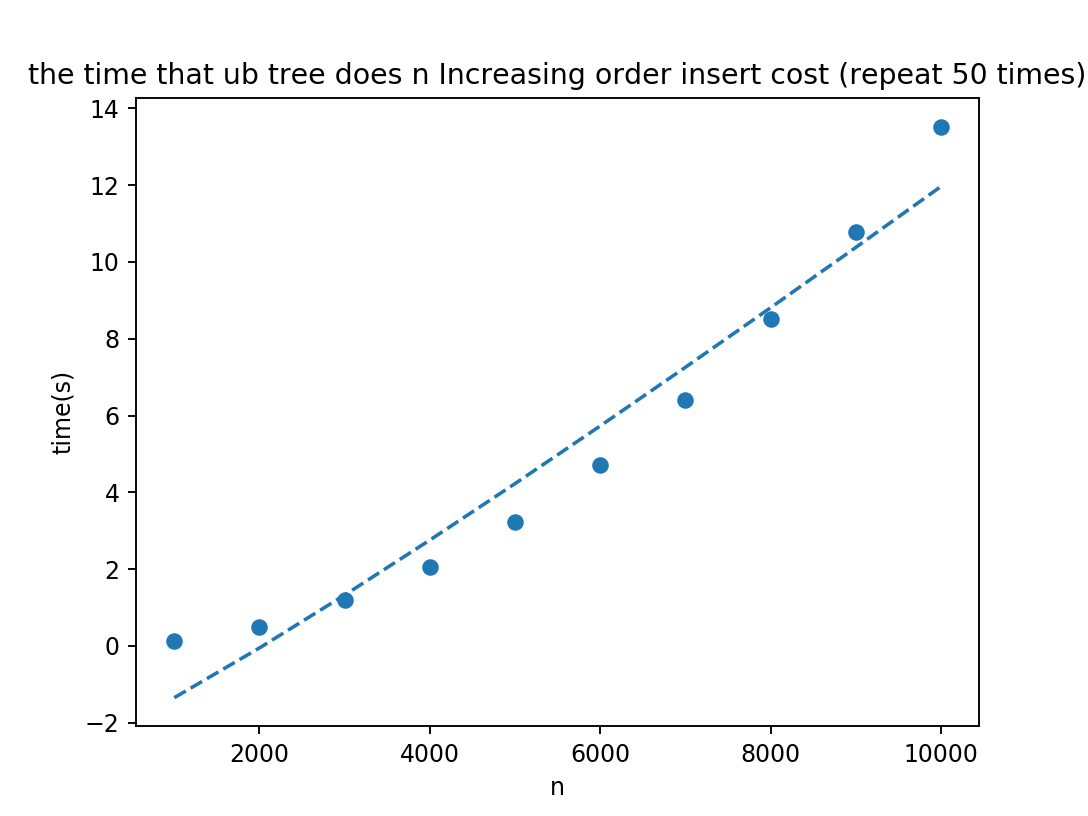 the time that ub tree does n Increasing order insert cost (repeat 50 times)
14
12
10
8
6
4
2
0
−2
time(s)
2000 4000 6000 8000 10000
n